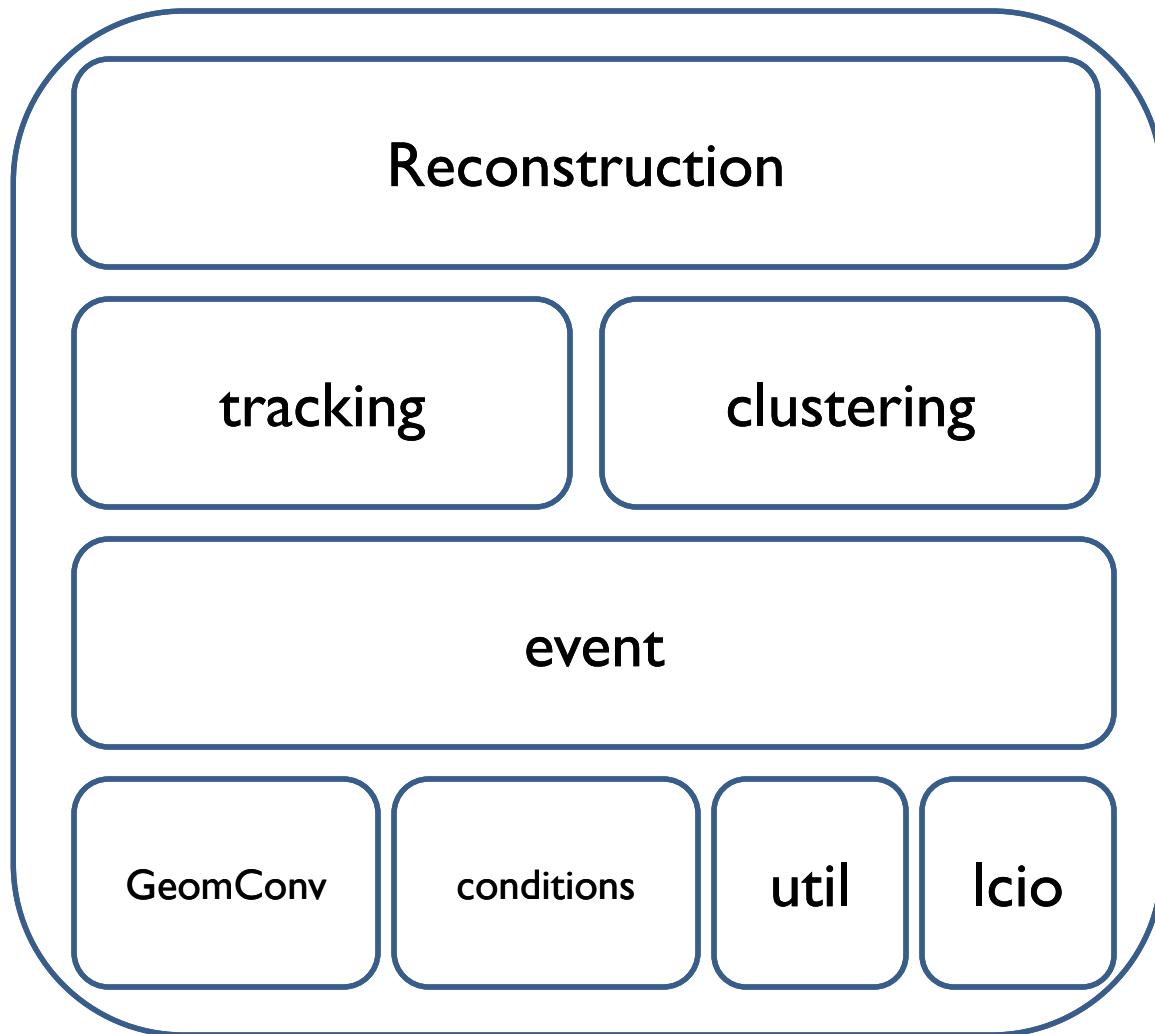 Reconstruction
tracking
clustering
event
GeomConv
conditions
util
lcio